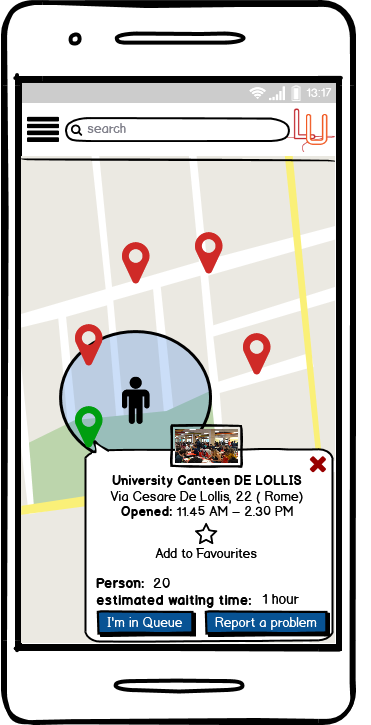 13:17
search
LU
University Canteen DE LOLLIS
Via Cesare De Lollis, 22 ( Rome)
Opened: 11.45 AM – 2.30 PM
Add to Favourites
Person: 20
estimated waiting time: 1 hour
I'm in Queue Report a problem